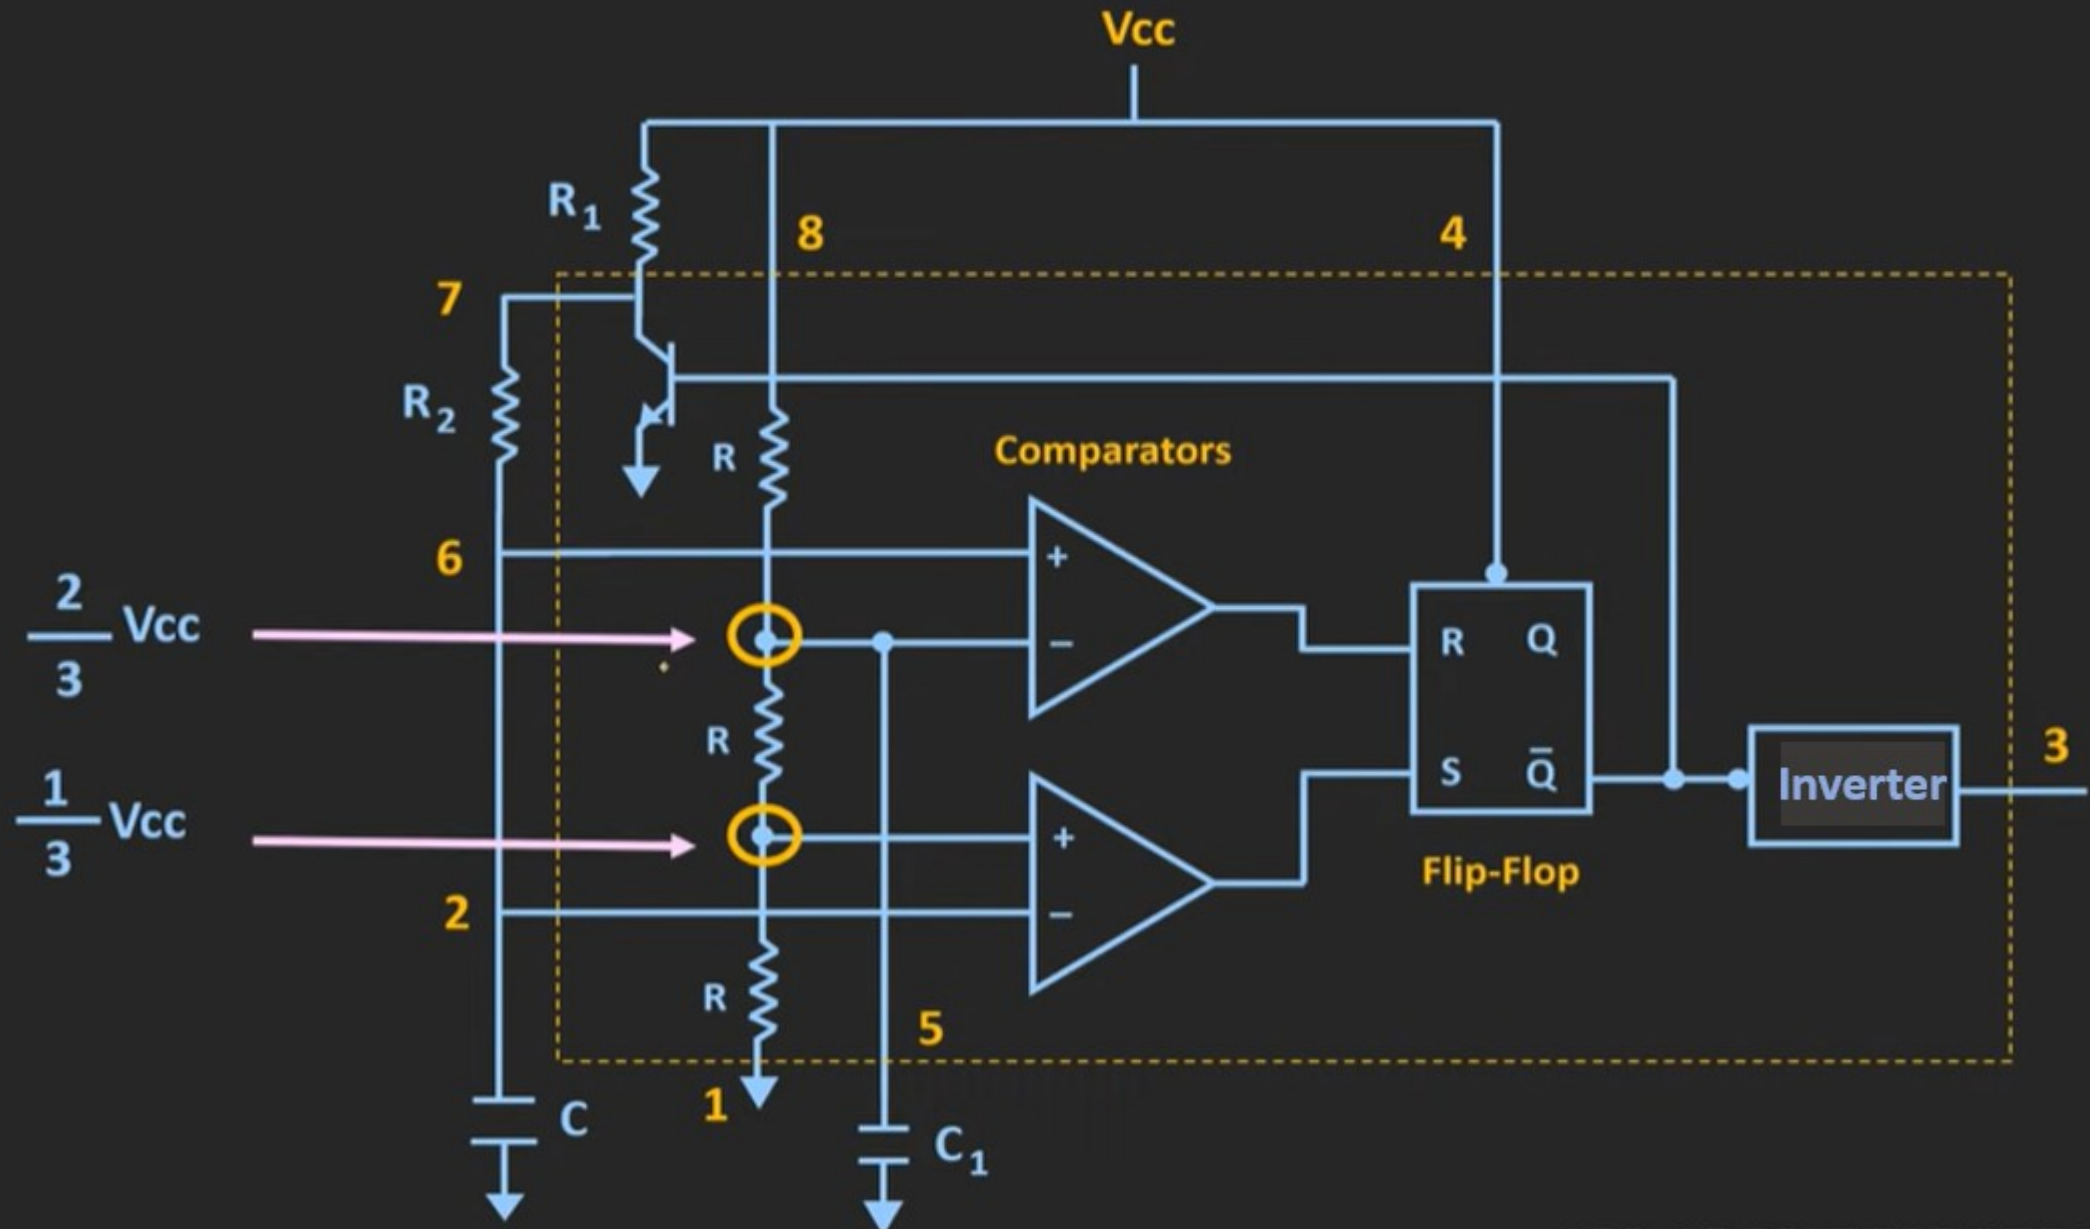 Vcc
R1
8
4
7
R2
R
Comparators
6
+
2/3 Vcc
−
R Q
R
S Q̅
Inverter
3
1/3 Vcc
+
Flip-Flop
2
−
R
5
1
C
C1